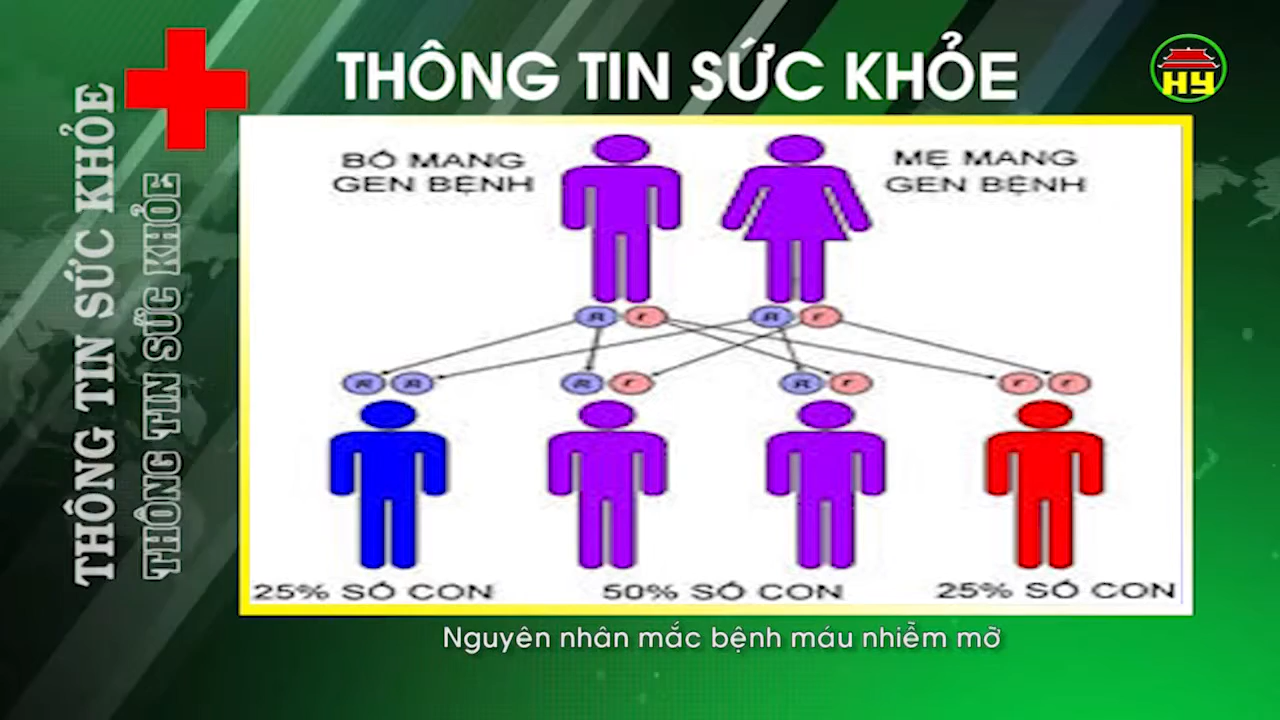 THÔNG TIN SỨC KHỎE
HY
THÔNG TIN SỨC KHỎE
THÔNG TIN SỨC KHỎE
BỐ MANG
GEN BỆNH
MẸ MANG
GEN BỆNH
R r R r
R R R r R r r r
25% SỐ CON 50% SỐ CON 25% SỐ CON
Nguyên nhân mắc bệnh máu nhiễm mỡ